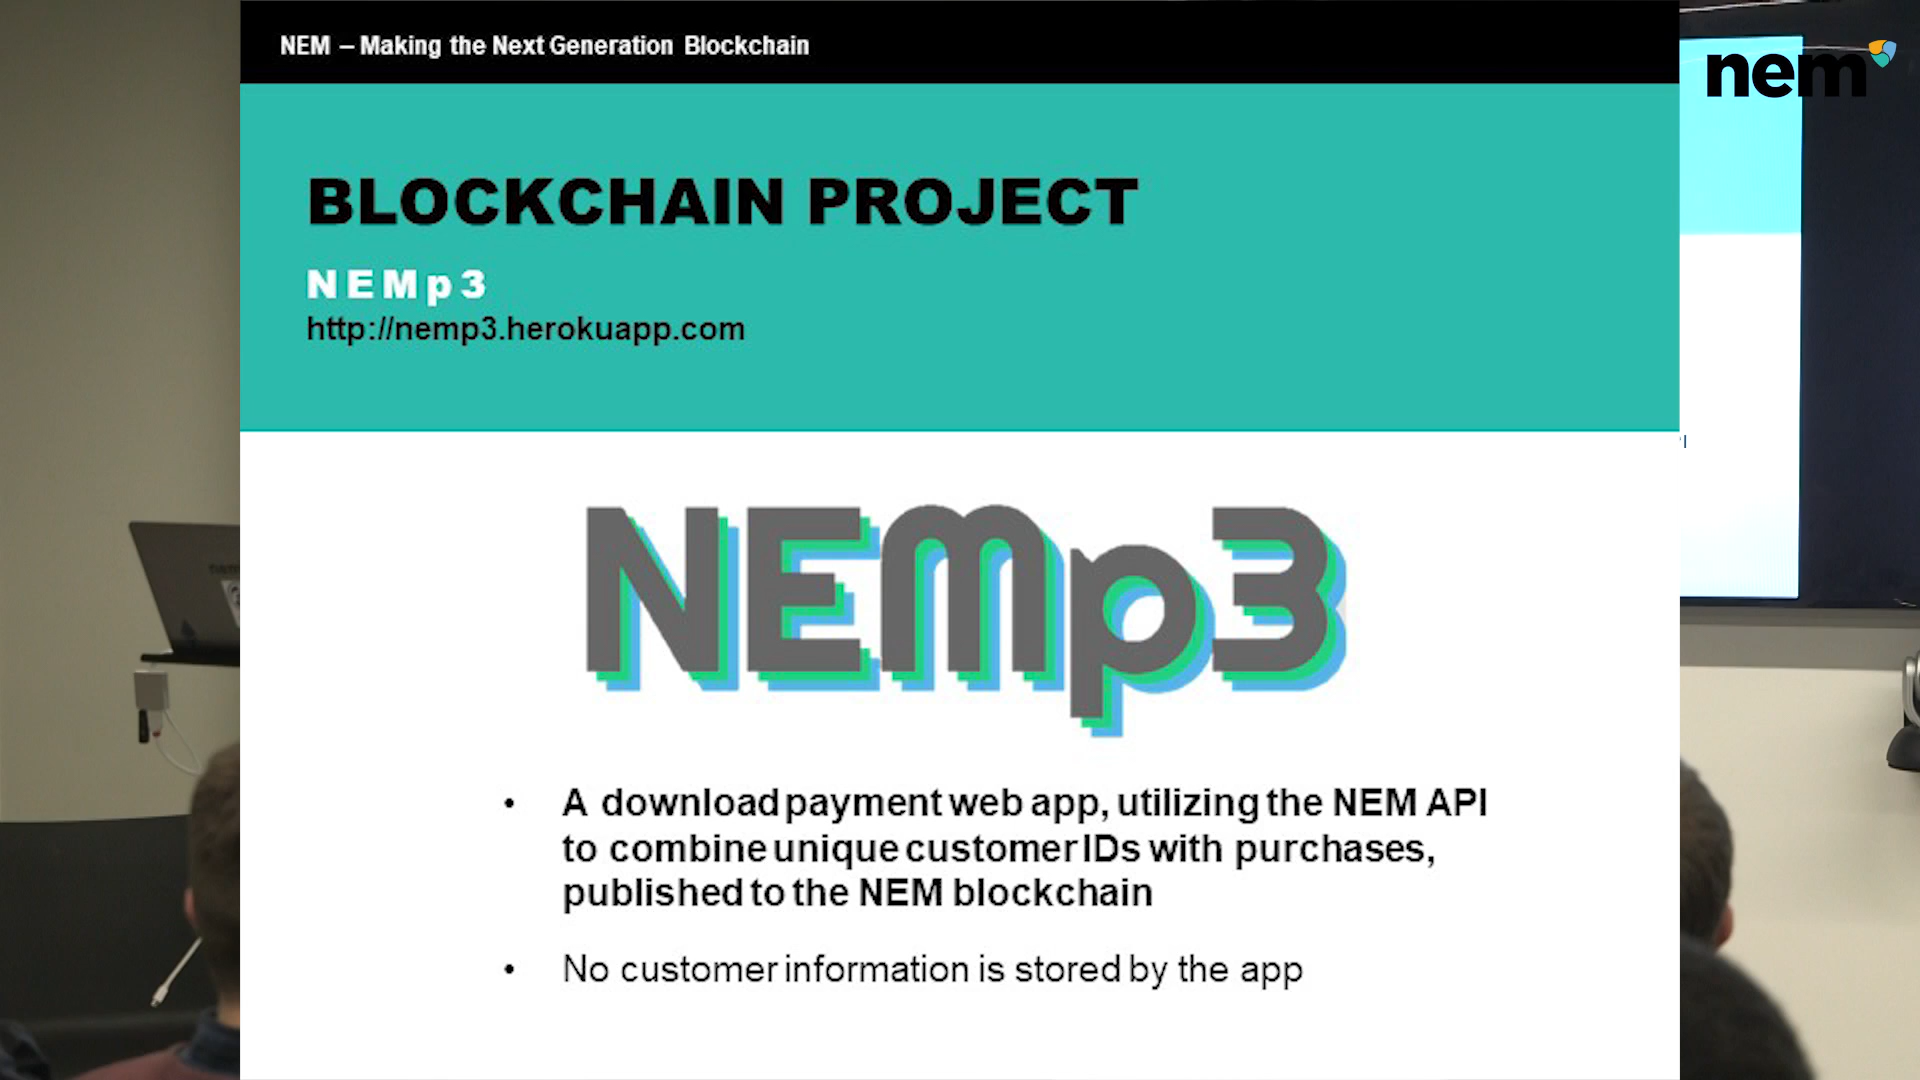 NEM – Making the Next Generation Blockchain
nem
BLOCKCHAIN PROJECT
NEMp3
http://nemp3.herokuapp.com
NEMp3
• A download payment web app, utilizing the NEM API
to combine unique customer IDs with purchases,
published to the NEM blockchain
• No customer information is stored by the app